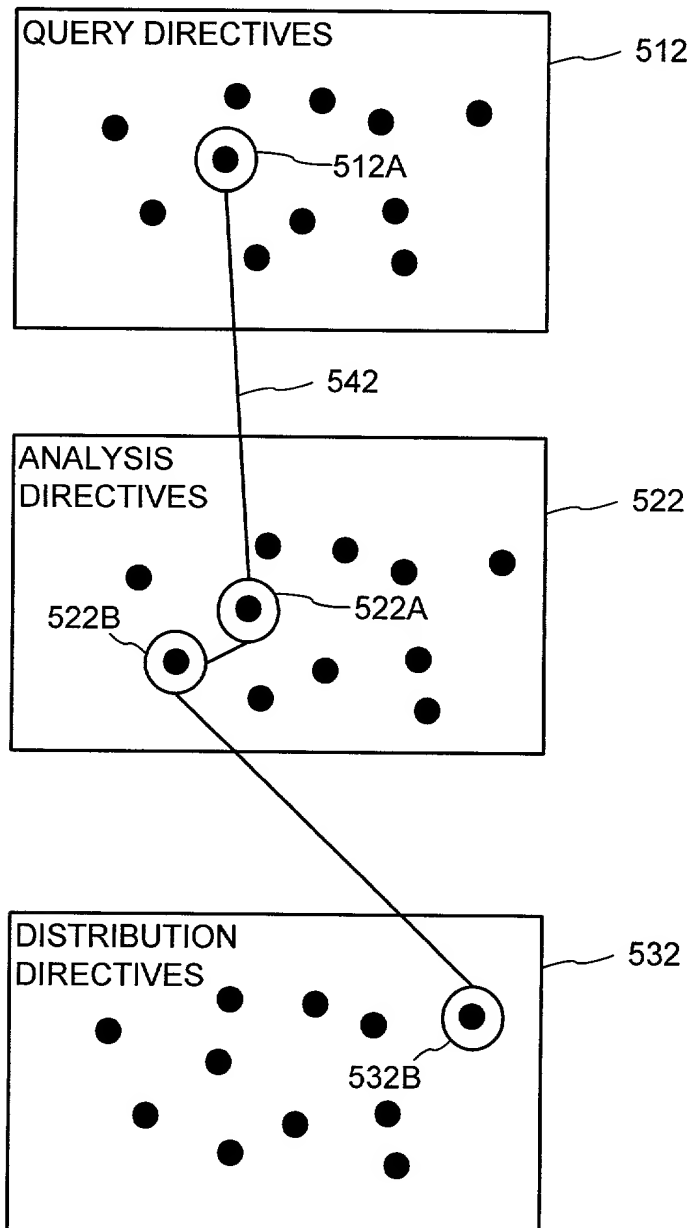 QUERY DIRECTIVES
512
512A
542
ANALYSIS
DIRECTIVES
522
522A
522B
DISTRIBUTION
DIRECTIVES
532
532B